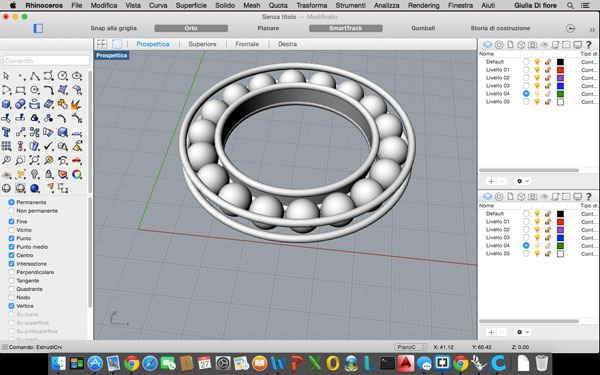 Rhinoceros File Modifica Vista Curva Superficie Solido Mesh Quota Trasforma Strumenti Analizza Rendering Finestra Aiuto Giulia Di fiore
Senza titolo — Modificato
Snap alla griglia Orto Planare SmartTrack Gumball Storia di costruzione
Prospettica Superiore Frontale Destra
Comando
Prospettica
Nome Tipo di
Default Cont...
Livello 01 Cont...
Livello 02 Cont...
Livello 03 Cont...
Livello 04 Cont...
Livello 05 Cont...
Nome Tipo di
Default Cont...
Livello 01 Cont...
Livello 02 Cont...
Livello 03 Cont...
Livello 04 Cont...
Livello 05 Cont...
Permanente
Non permanente
Fine
Vicino
Punto
Punto medio
Centro
Intersezione
Perpendicolare
Tangente
Quadrante
Nodo
Vertice
Su curva
Su superficie
Su polisuperficie
Comando: EstrudiCrv
PianoC X: 41.12 Y: 60.42 Z: 0.00